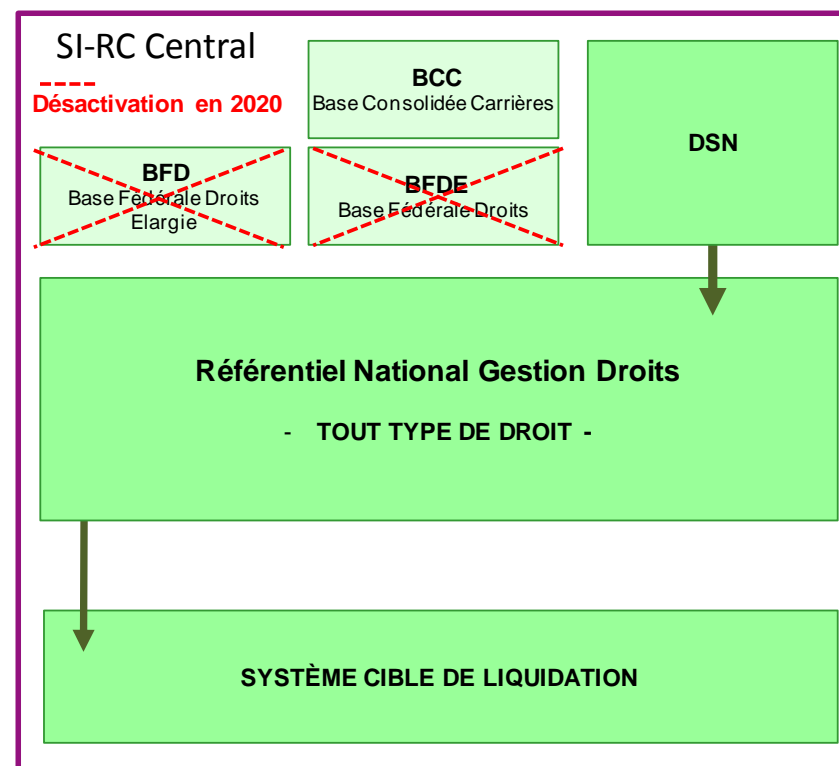 SI-RC Central
Désactivation en 2020
BCC
Base Consolidée Carrières
DSN
BFD
Base Fédérale Droits
Elargie
BFDE
Base Fédérale Droits
Référentiel National Gestion Droits
- TOUT TYPE DE DROIT -
SYSTÈME CIBLE DE LIQUIDATION